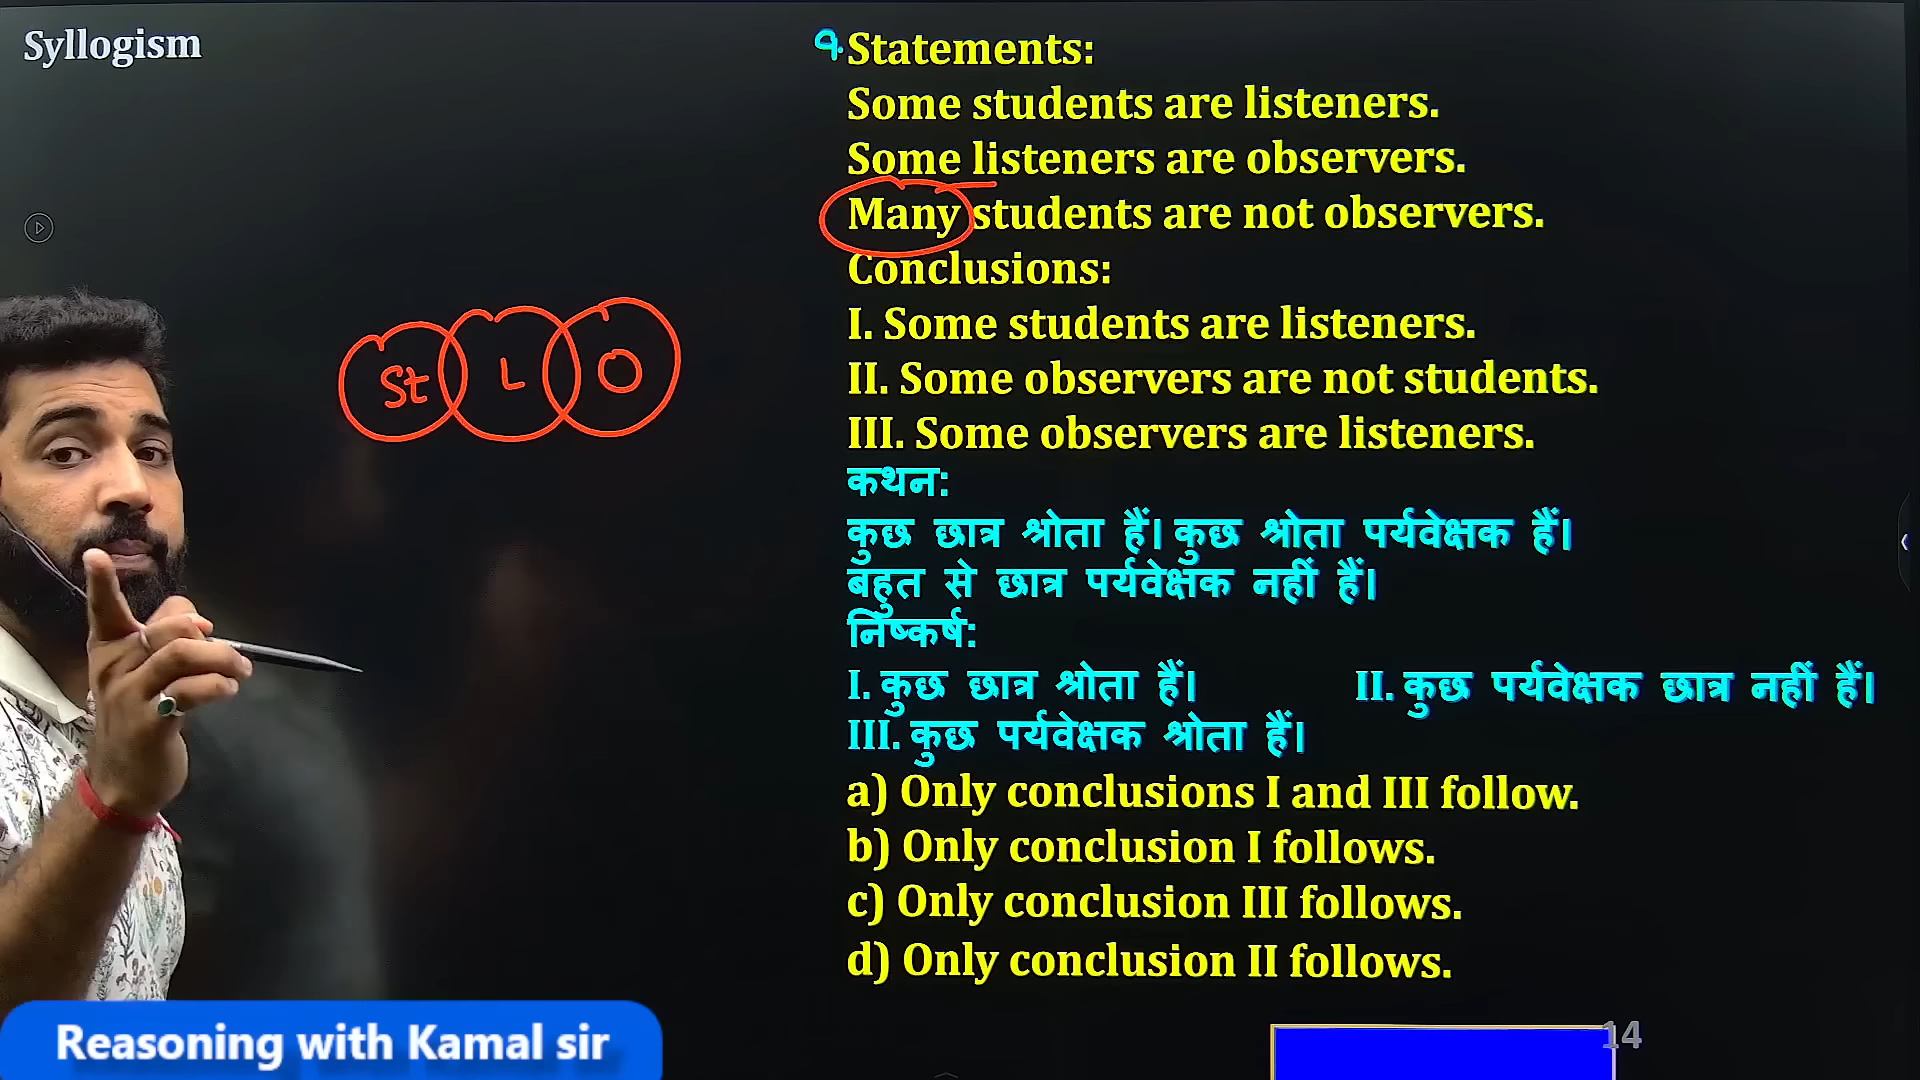 Syllogism
9. Statements:
Some students are listeners.
Some listeners are observers.
Many students are not observers.
Conclusions:
I. Some students are listeners.
II. Some observers are not students.
III. Some observers are listeners.
कथन:
कुछ छात्र श्रोता हैं। कुछ श्रोता पर्यवेक्षक हैं।
बहुत से छात्र पर्यवेक्षक नहीं हैं।
निष्कर्ष:
I. कुछ छात्र श्रोता हैं। II. कुछ पर्यवेक्षक छात्र नहीं हैं।
III. कुछ पर्यवेक्षक श्रोता हैं।
a) Only conclusions I and III follow.
b) Only conclusion I follows.
c) Only conclusion III follows.
d) Only conclusion II follows.
St L O
Reasoning with Kamal sir
14